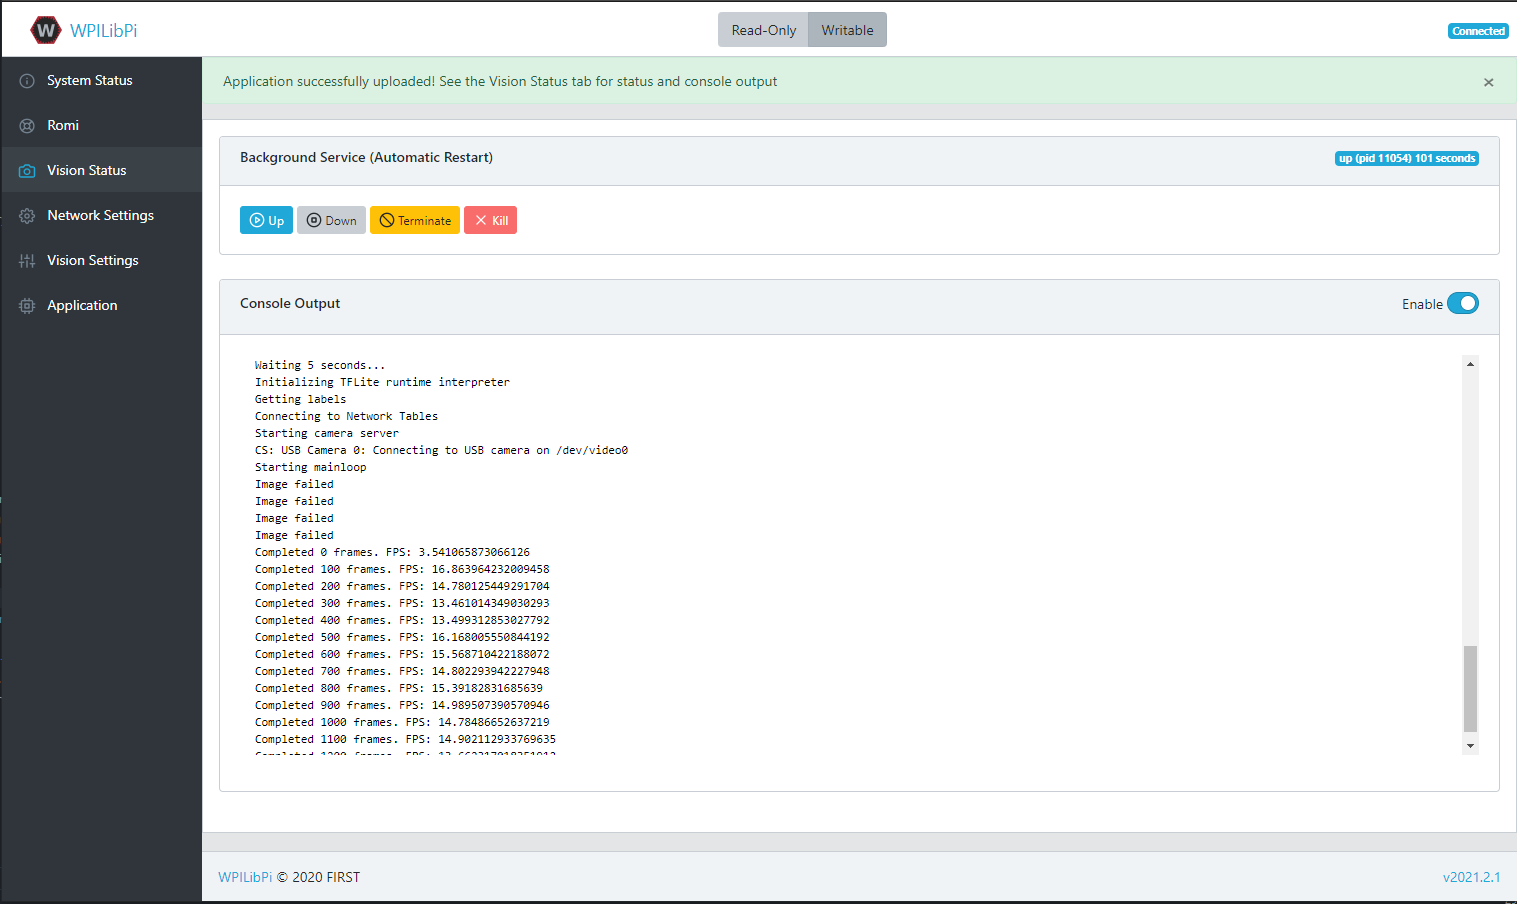 W WPILibPi
Read-Only Writable
Connected
System Status
Romi
Vision Status
Network Settings
Vision Settings
Application
Application successfully uploaded! See the Vision Status tab for status and console output ×
Background Service (Automatic Restart)
up (pid 11054) 101 seconds
Up Down Terminate Kill
Console Output
Enable
Waiting 5 seconds...
Initializing TFLite runtime interpreter
Getting labels
Connecting to Network Tables
Starting camera server
CS: USB Camera 0: Connecting to USB camera on /dev/video0
Starting mainloop
Image failed
Image failed
Image failed
Image failed
Completed 0 frames. FPS: 3.541065873066126
Completed 100 frames. FPS: 16.863964232009458
Completed 200 frames. FPS: 14.780125449291704
Completed 300 frames. FPS: 13.461014349030293
Completed 400 frames. FPS: 13.499312853027792
Completed 500 frames. FPS: 16.168005550844192
Completed 600 frames. FPS: 15.568710422188072
Completed 700 frames. FPS: 14.802293942227948
Completed 800 frames. FPS: 15.39182831685639
Completed 900 frames. FPS: 14.989507390570946
Completed 1000 frames. FPS: 14.78486652637219
Completed 1100 frames. FPS: 14.902112933769635
Completed 1200 frames. FPS:
WPILibPi © 2020 FIRST
v2021.2.1